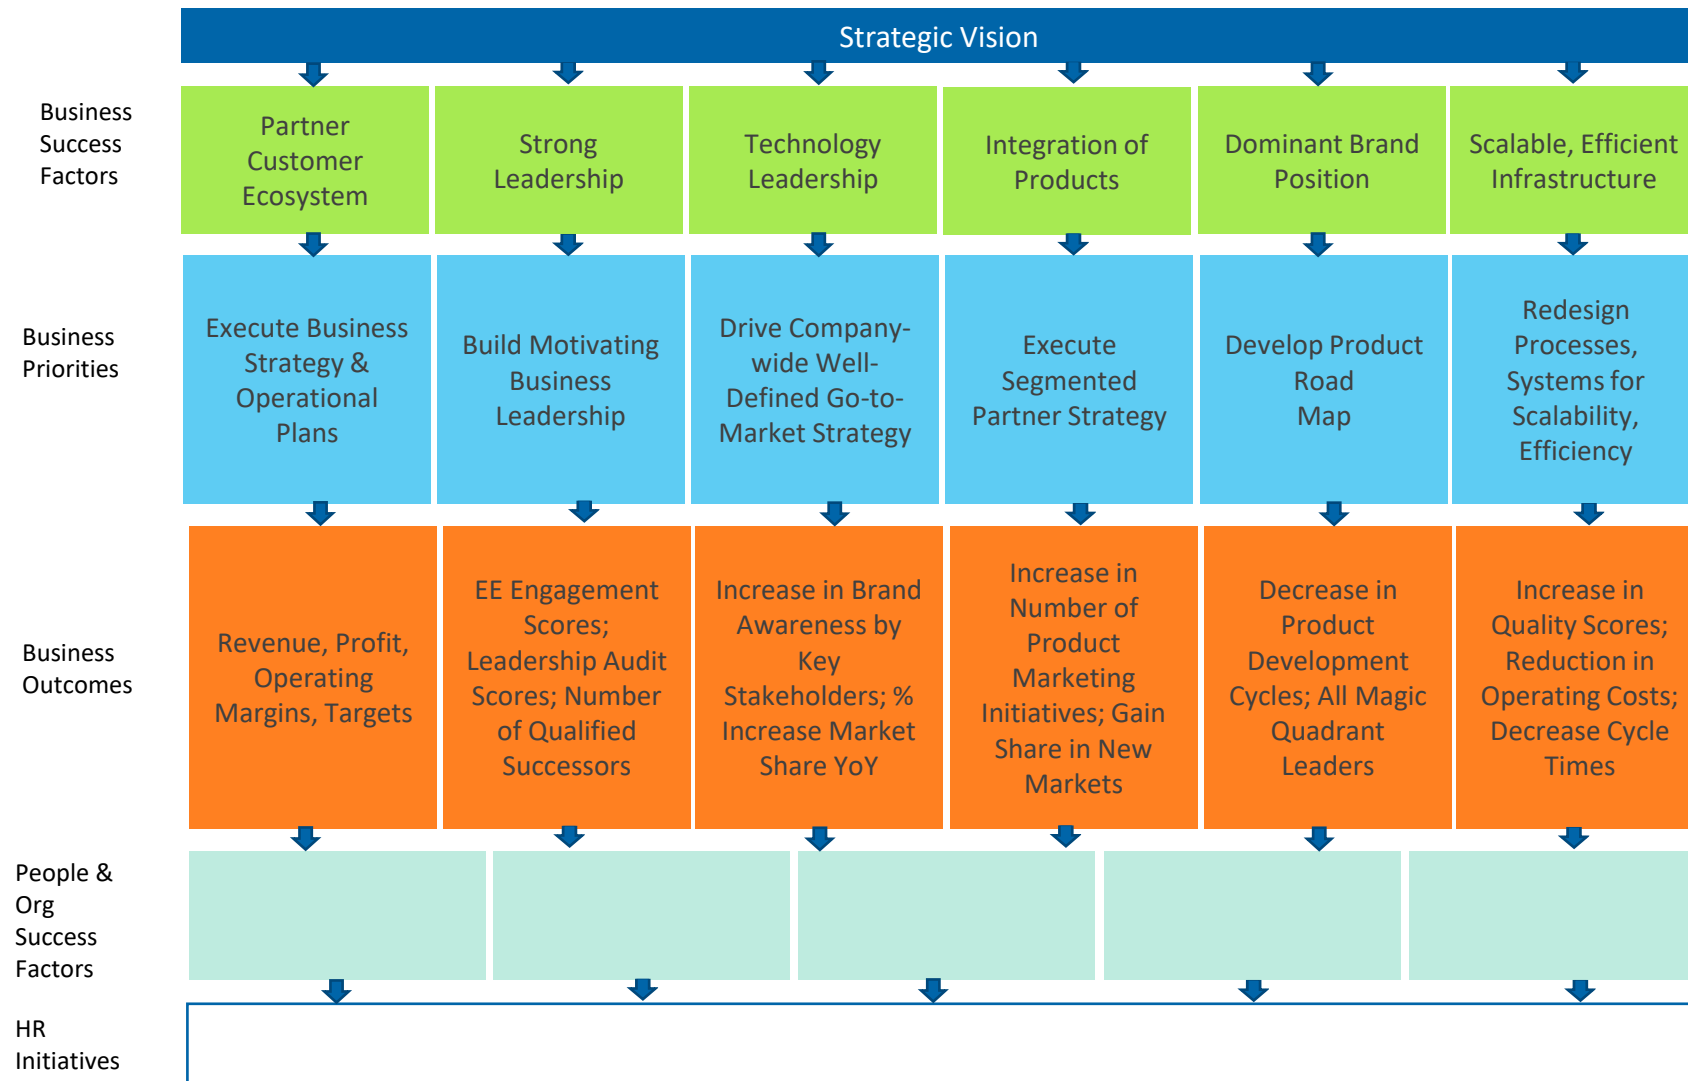 Strategic Vision
Business
Success
Factors
Partner
Customer
Ecosystem
Strong
Leadership
Technology
Leadership
Integration of
Products
Dominant Brand
Position
Scalable, Efficient
Infrastructure
Business
Priorities
Execute Business
Strategy &
Operational
Plans
Build Motivating
Business
Leadership
Drive Company-
wide Well-
Defined Go-to-
Market Strategy
Execute
Segmented
Partner Strategy
Develop Product
Road
Map
Redesign
Processes,
Systems for
Scalability,
Efficiency
Business
Outcomes
Revenue, Profit,
Operating
Margins, Targets
EE Engagement
Scores;
Leadership Audit
Scores; Number
of Qualified
Successors
Increase in Brand
Awareness by
Key
Stakeholders; %
Increase Market
Share YoY
Increase in
Number of
Product
Marketing
Initiatives; Gain
Share in New
Markets
Decrease in
Product
Development
Cycles; All Magic
Quadrant
Leaders
Increase in
Quality Scores;
Reduction in
Operating Costs;
Decrease Cycle
Times
People &
Org
Success
Factors
HR
Initiatives